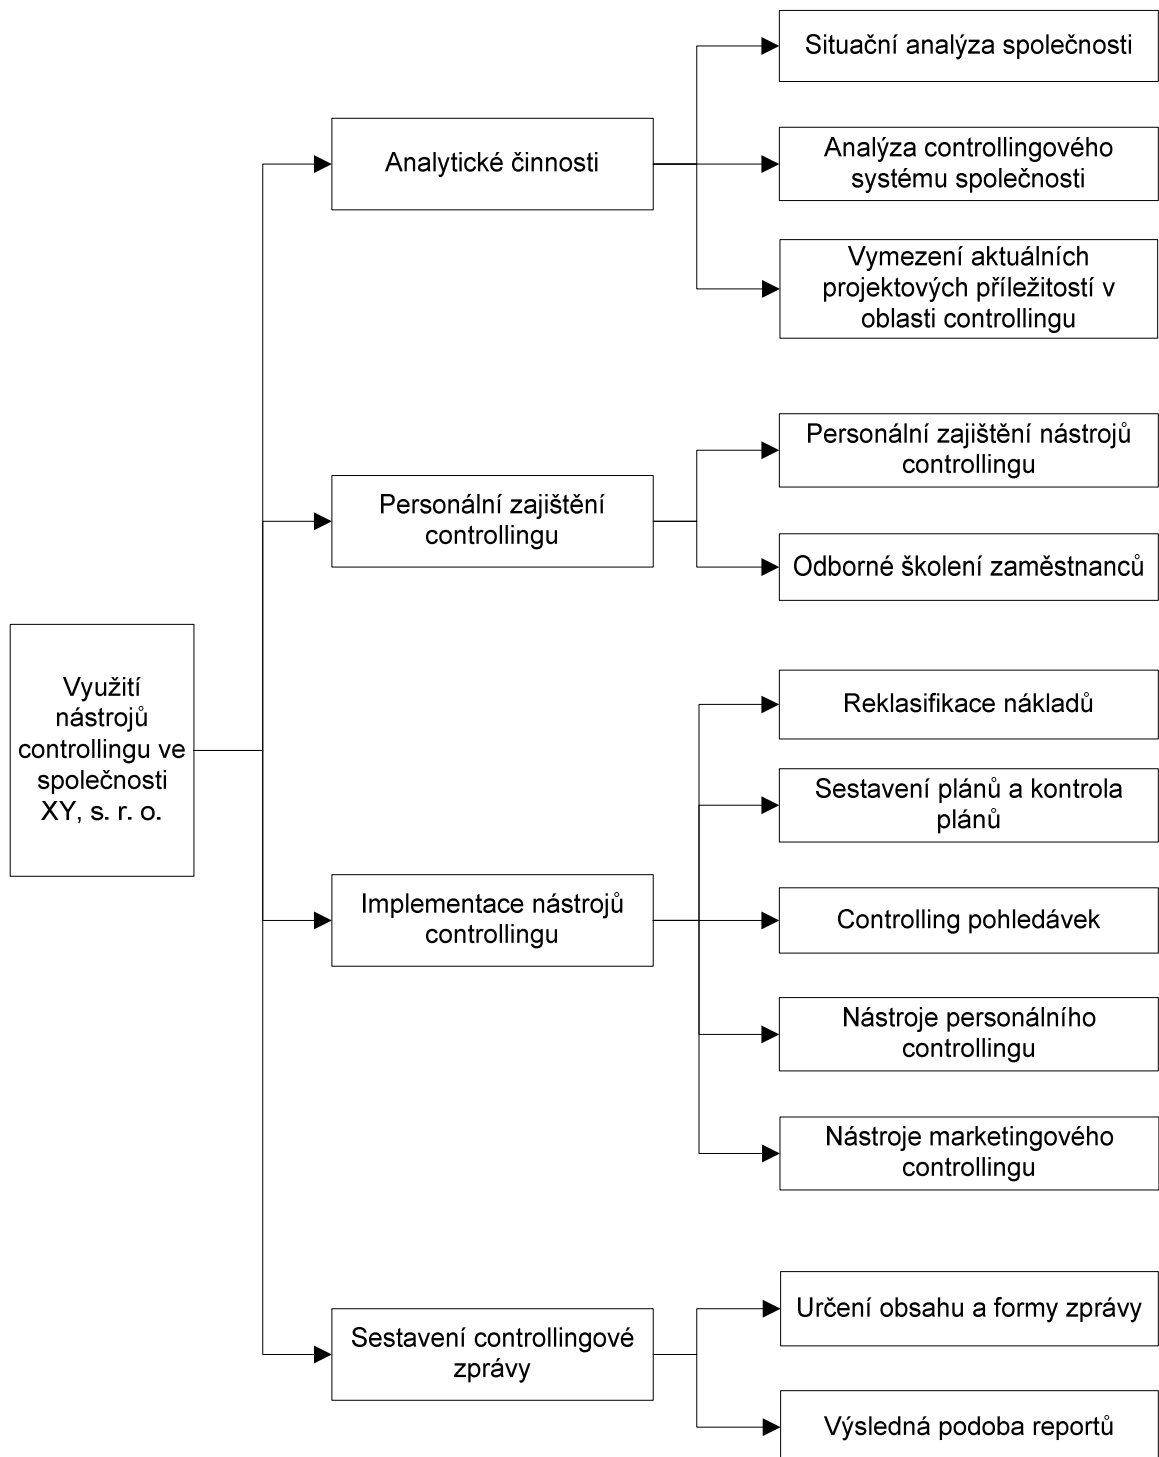 Využití
nástrojů
controllingu ve
společnosti
XY, s. r. o.
Analytické činnosti
Situační analýza společnosti
Analýza controllingového
systému společnosti
Vymezení aktuálních
projektových příležitostí v
oblasti controllingu
Personální zajištění
controllingu
Personální zajištění nástrojů
controllingu
Odborné školení zaměstnanců
Implementace nástrojů
controllingu
Reklasifikace nákladů
Sestavení plánů a kontrola
plánů
Controlling pohledávek
Nástroje personálního
controllingu
Nástroje marketingového
controllingu
Sestavení controllingové
zprávy
Určení obsahu a formy zprávy
Výsledná podoba reportů